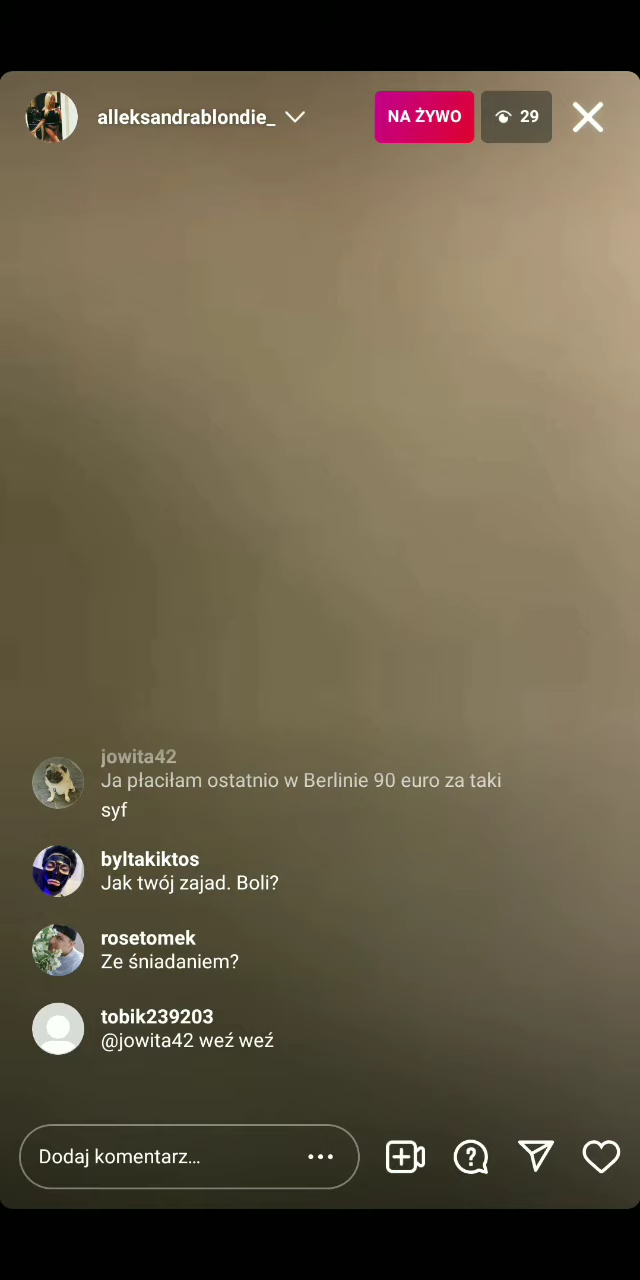 alleksandrablondie_
NA ŻYWO
29
jowita42
Ja płaciłam ostatnio w Berlinie 90 euro za taki
syf
byltakiktos
Jak twój zajad. Boli?
rosetomek
Ze śniadaniem?
tobik239203
@jowita42 weź weź
Dodaj komentarz...